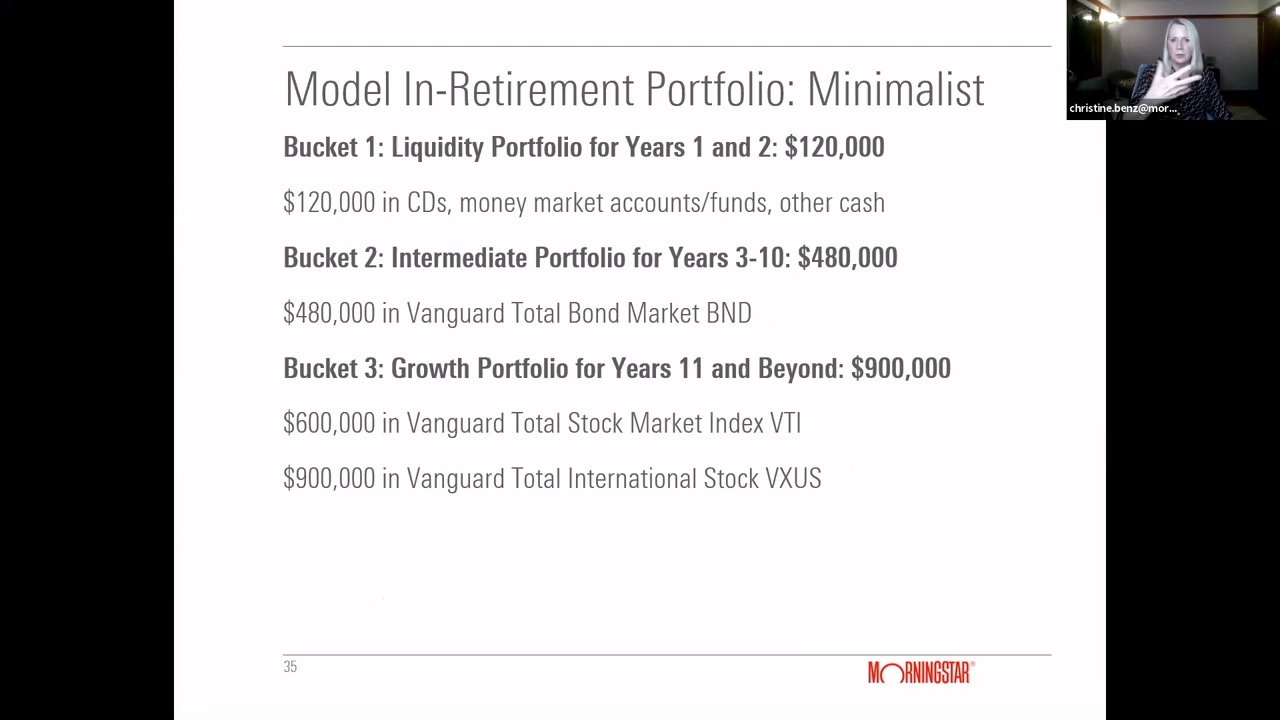 christine.benz@mor...
Model In-Retirement Portfolio: Minimalist
Bucket 1: Liquidity Portfolio for Years 1 and 2: $120,000
$120,000 in CDs, money market accounts/funds, other cash
Bucket 2: Intermediate Portfolio for Years 3-10: $480,000
$480,000 in Vanguard Total Bond Market BND
Bucket 3: Growth Portfolio for Years 11 and Beyond: $900,000
$600,000 in Vanguard Total Stock Market Index VTI
$900,000 in Vanguard Total International Stock VXUS
35
MORNINGSTAR®